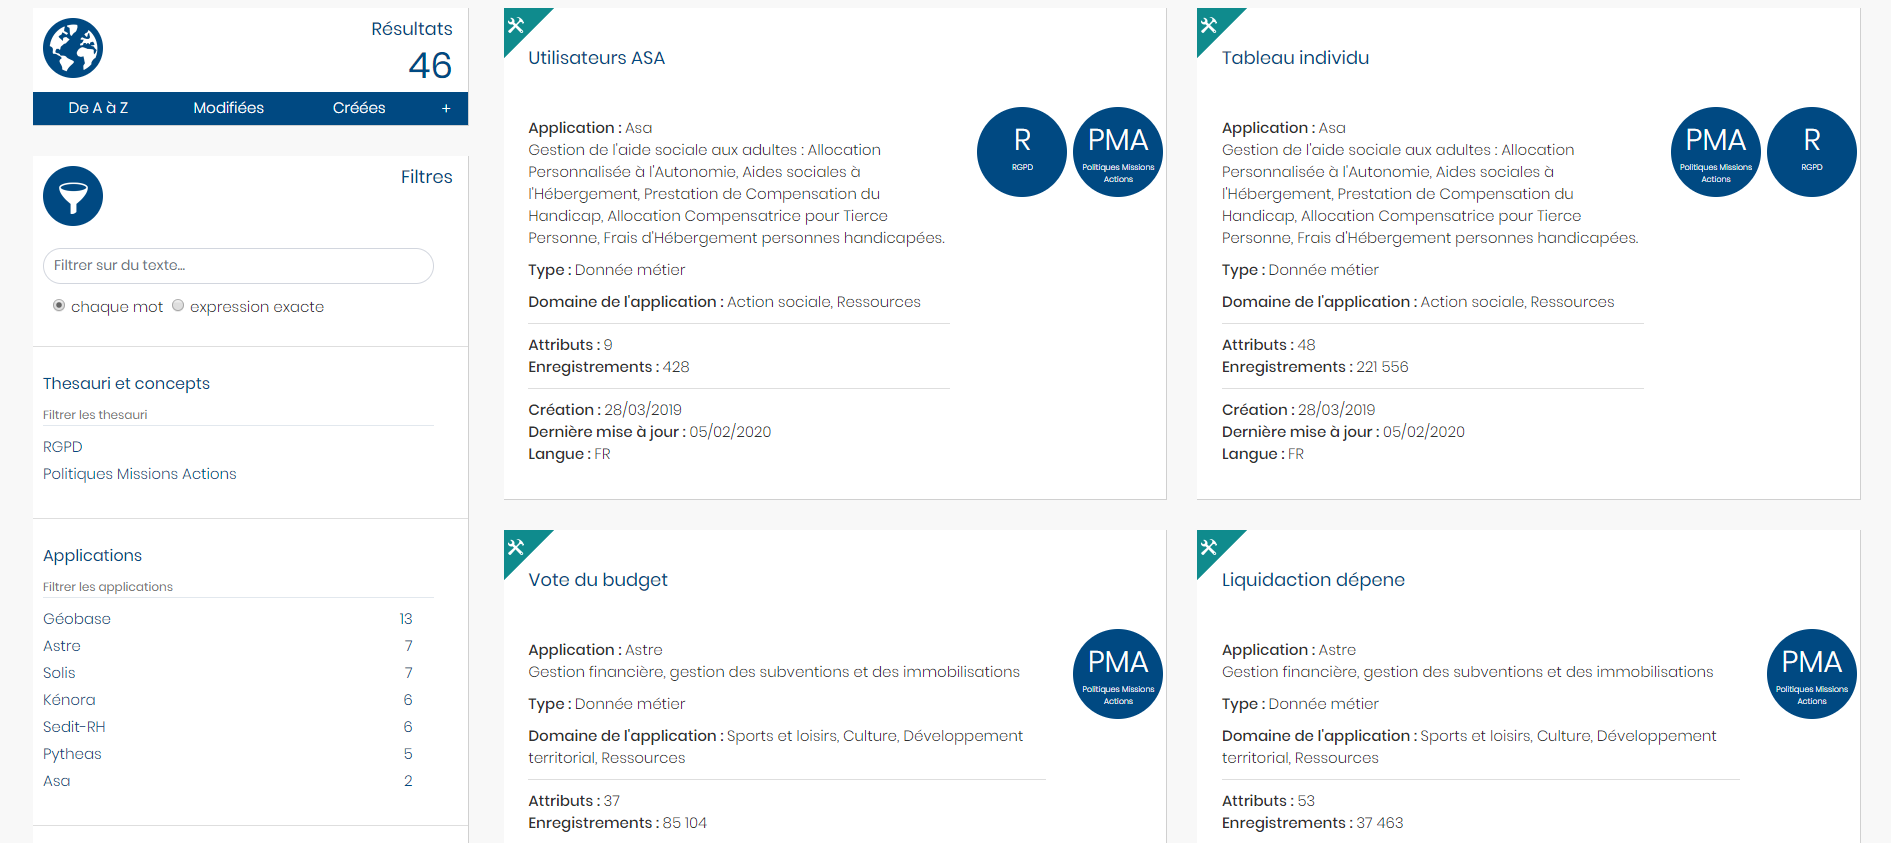 Résultats
46
De A à Z Modifiées Créées +
Filtres
Filtrer sur du texte...
chaque mot expression exacte
Thesauri et concepts
Filtrer les thesauri
RGPD
Politiques Missions Actions
Applications
Filtrer les applications
Géobase 13
Astre 7
Solis 7
Kénora 6
Sedit-RH 6
Pytheas 5
Asa 2
Utilisateurs ASA
Application : Asa
Gestion de l'aide sociale aux adultes : Allocation
Personnalisée à l'Autonomie, Aides sociales à
l'Hébergement, Prestation de Compensation du
Handicap, Allocation Compensatrice pour Tierce
Personne, Frais d'Hébergement personnes handicapées.
Type : Donnée métier
Domaine de l'application : Action sociale, Ressources
Attributs : 9
Enregistrements : 428
Création : 28/03/2019
Dernière mise à jour : 05/02/2020
Langue : FR
R
RGPD
PMA
Politiques Missions
Actions
Tableau individu
Application : Asa
Gestion de l'aide sociale aux adultes : Allocation
Personnalisée à l'Autonomie, Aides sociales à
l'Hébergement, Prestation de Compensation du
Handicap, Allocation Compensatrice pour Tierce
Personne, Frais d'Hébergement personnes handicapées.
Type : Donnée métier
Domaine de l'application : Action sociale, Ressources
Attributs : 48
Enregistrements : 221 556
Création : 28/03/2019
Dernière mise à jour : 05/02/2020
Langue : FR
PMA
Politiques Missions
Actions
R
RGPD
Vote du budget
Application : Astre
Gestion financière, gestion des subventions et des immobilisations
Type : Donnée métier
Domaine de l'application : Sports et loisirs, Culture, Développement
territorial, Ressources
Attributs : 37
Enregistrements : 85 104
PMA
Politiques Missions
Actions
Liquidaction dépene
Application : Astre
Gestion financière, gestion des subventions et des immobilisations
Type : Donnée métier
Domaine de l'application : Sports et loisirs, Culture, Développement
territorial, Ressources
Attributs : 53
Enregistrements : 37 463
PMA
Politiques Missions
Actions